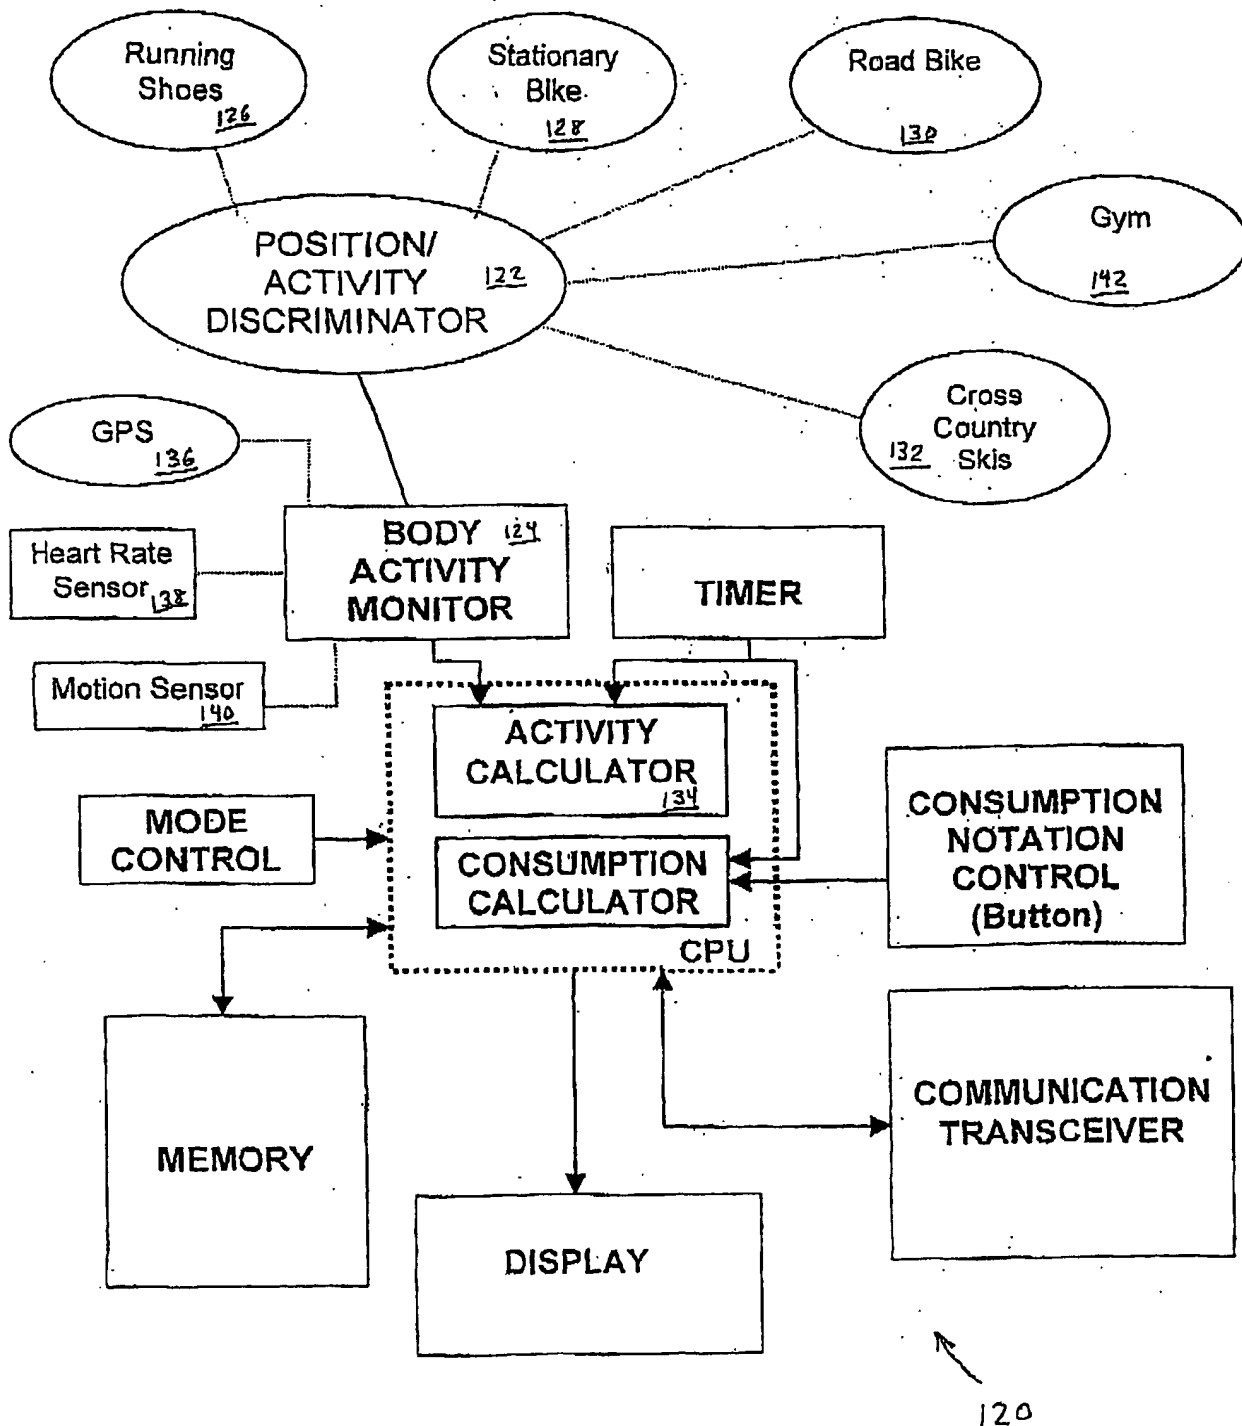 Running
Shoes
126
Stationary
Bike
128
Road Bike
130
Gym
142
POSITION/
ACTIVITY
DISCRIMINATOR
122
Cross
Country
Skis
132
GPS
136
BODY
ACTIVITY
MONITOR
124
Heart Rate
Sensor
138
TIMER
Motion Sensor
140
ACTIVITY
CALCULATOR
134
MODE
CONTROL
CONSUMPTION
CALCULATOR
CPU
CONSUMPTION
NOTATION
CONTROL
(Button)
MEMORY
COMMUNICATION
TRANSCEIVER
DISPLAY
120